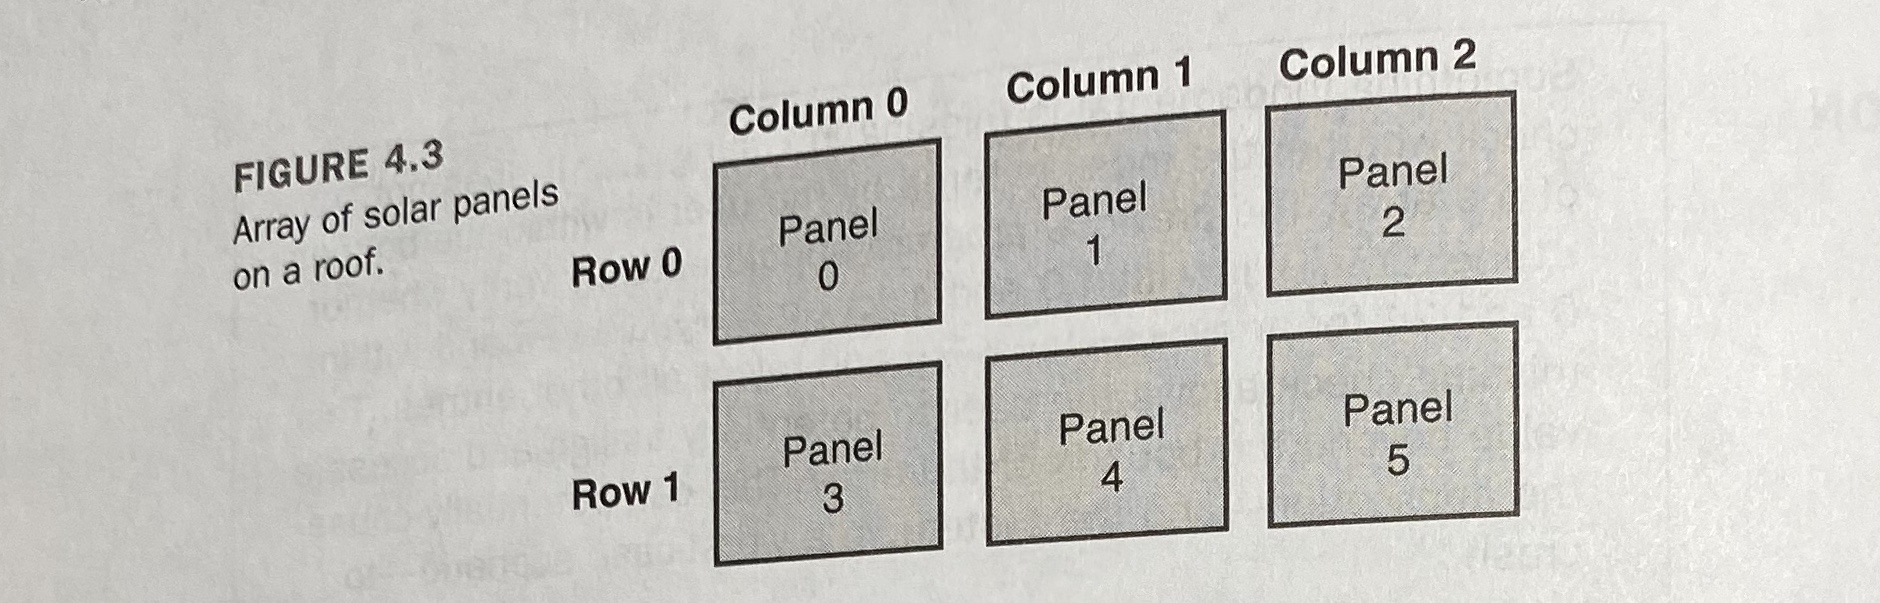 FIGURE 4.3
Array of solar panels
on a roof.
Column 0
Column 1
Column 2
Row 0
Panel
0
Panel
1
Panel
2
Row 1
Panel
3
Panel
4
Panel
5